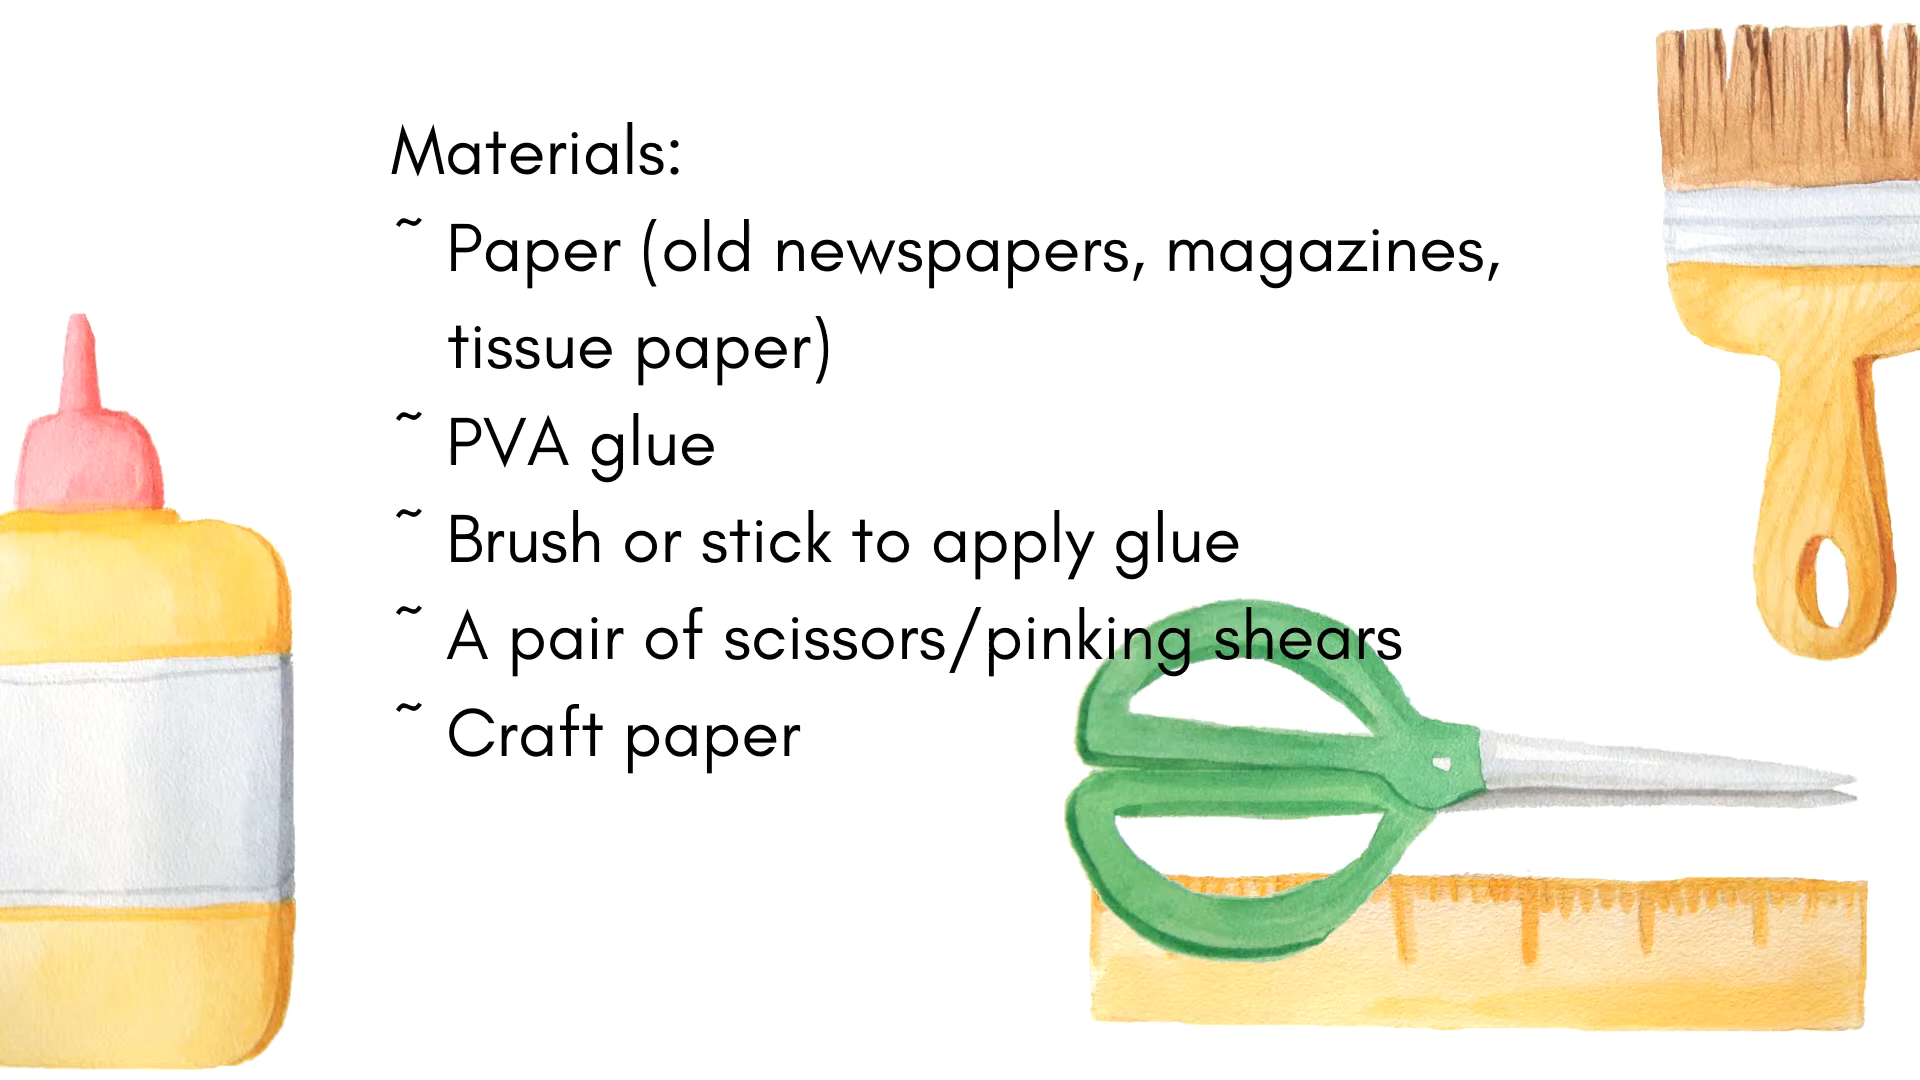 Materials:
~ Paper (old newspapers, magazines,
tissue paper)
~ PVA glue
~ Brush or stick to apply glue
~ A pair of scissors/pinking shears
~ Craft paper